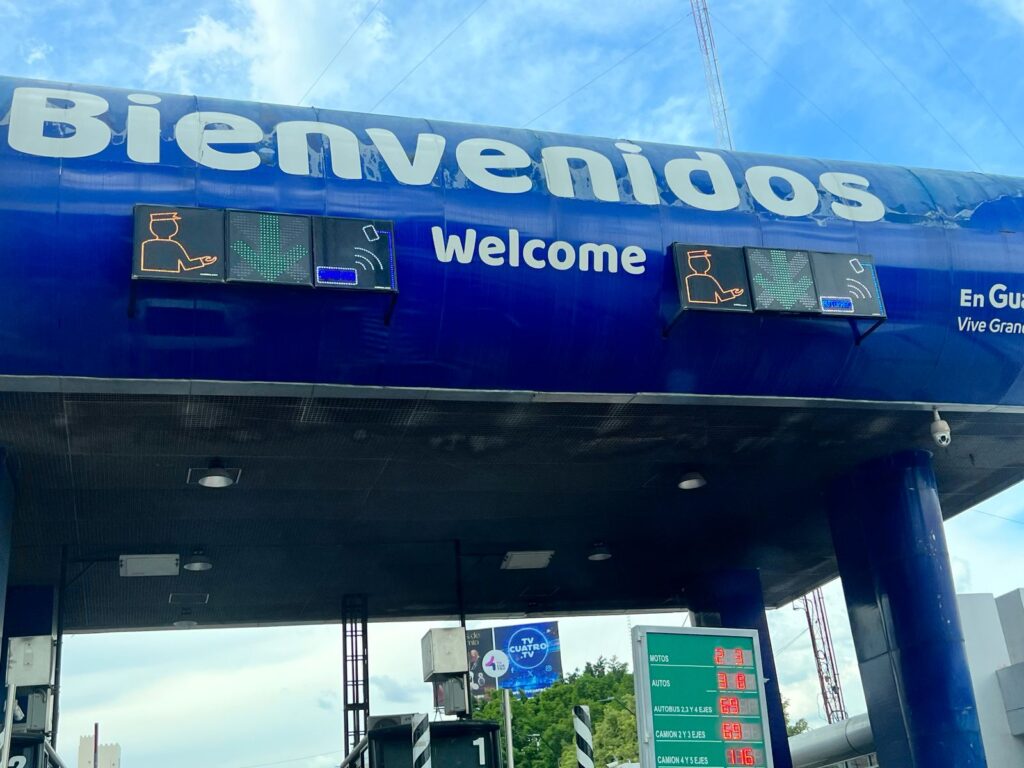 Bienvenidos
Welcome
En Gua
Vive Grand
TV
CUATRO
.TV
MOTOS 23
AUTOS 38
AUTOBUS 2,3 Y 4 EJES 69
CAMION 2 Y 3 EJES 69
CAMION 4 Y 5 EJES 116
1
2